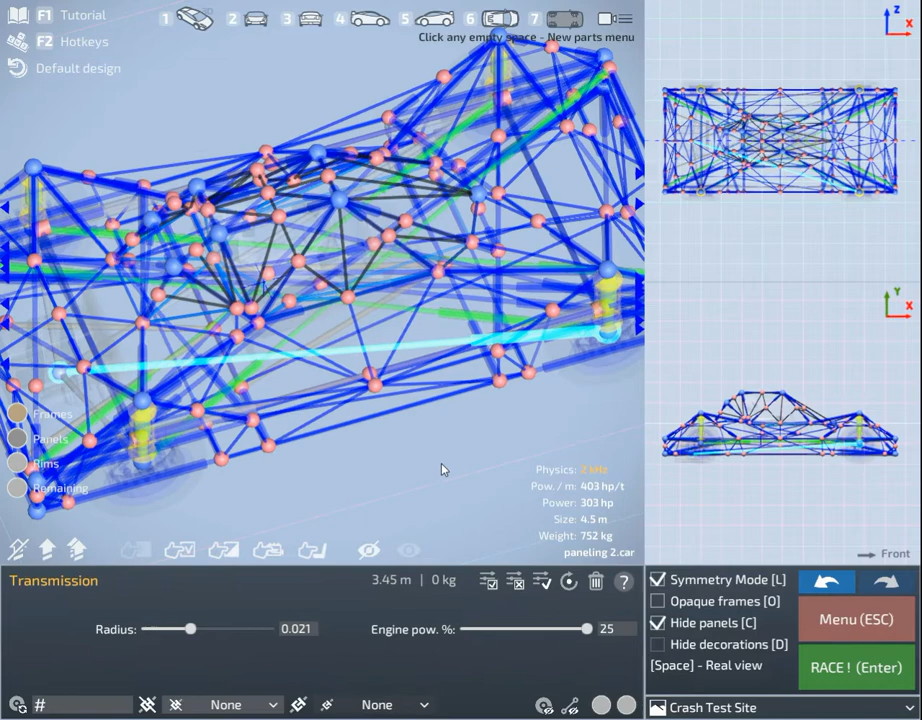 F1 Tutorial
F2 Hotkeys
Default design
1 2 3 4 5 6 7
Click any empty space - New parts menu
Z
X
Y
X
Front
Frames
Panels
Rims
Remaining
Physics: 2 kHz
Pow. / m: 403 hp/t
Power: 303 hp
Size: 4.5 m
Weight: 752 kg
paneling 2.car
Transmission
3.45 m | 0 kg
?
Radius: 0.021
Engine pow. %: 25
# None None
Symmetry Mode [L]
Opaque frames [O]
Hide panels [C]
Hide decorations [D]
[Space] - Real view
Menu (ESC)
RACE! (Enter)
Crash Test Site